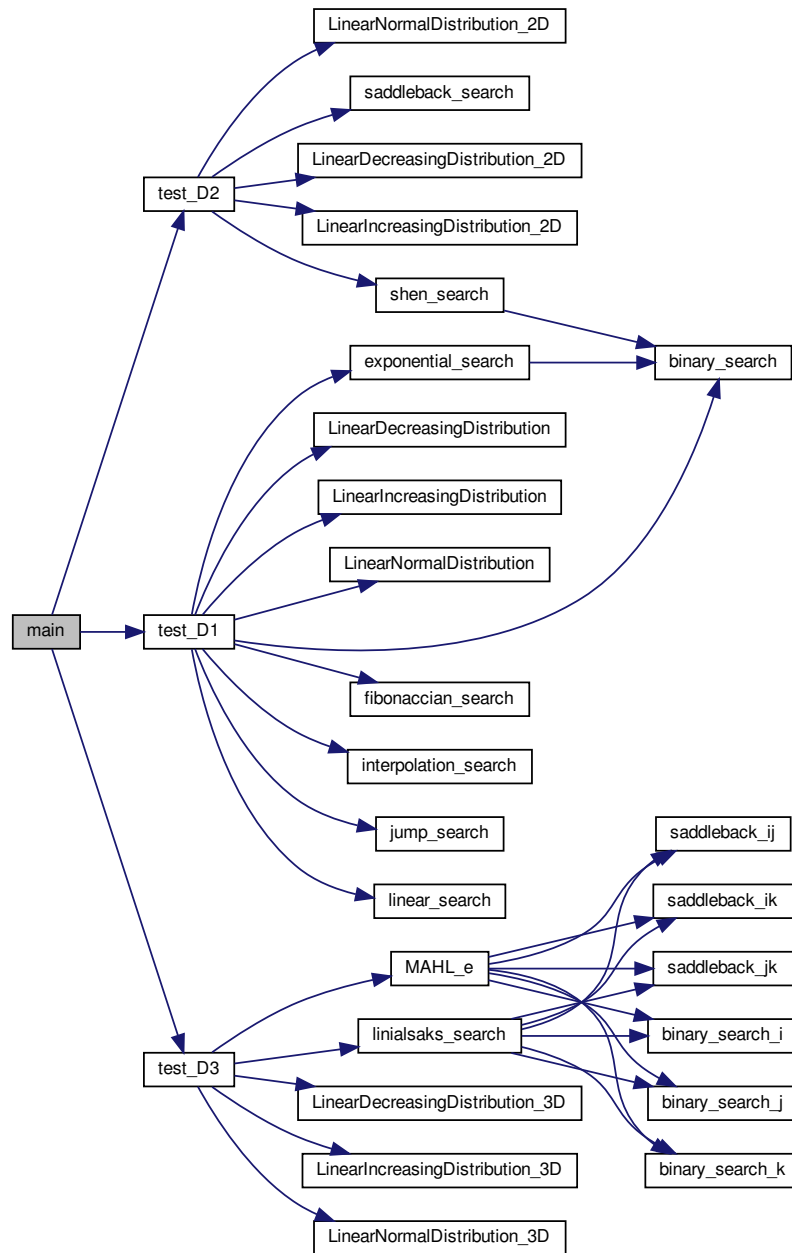 LinearNormalDistribution_2D
saddleback_search
LinearDecreasingDistribution_2D
test_D2
LinearIncreasingDistribution_2D
shen_search
exponential_search
binary_search
LinearDecreasingDistribution
LinearIncreasingDistribution
LinearNormalDistribution
main
test_D1
fibonaccian_search
interpolation_search
jump_search
saddleback_ij
linear_search
saddleback_ik
MAHL_e
saddleback_jk
linialsaks_search
binary_search_i
test_D3
LinearDecreasingDistribution_3D
binary_search_j
LinearIncreasingDistribution_3D
binary_search_k
LinearNormalDistribution_3D